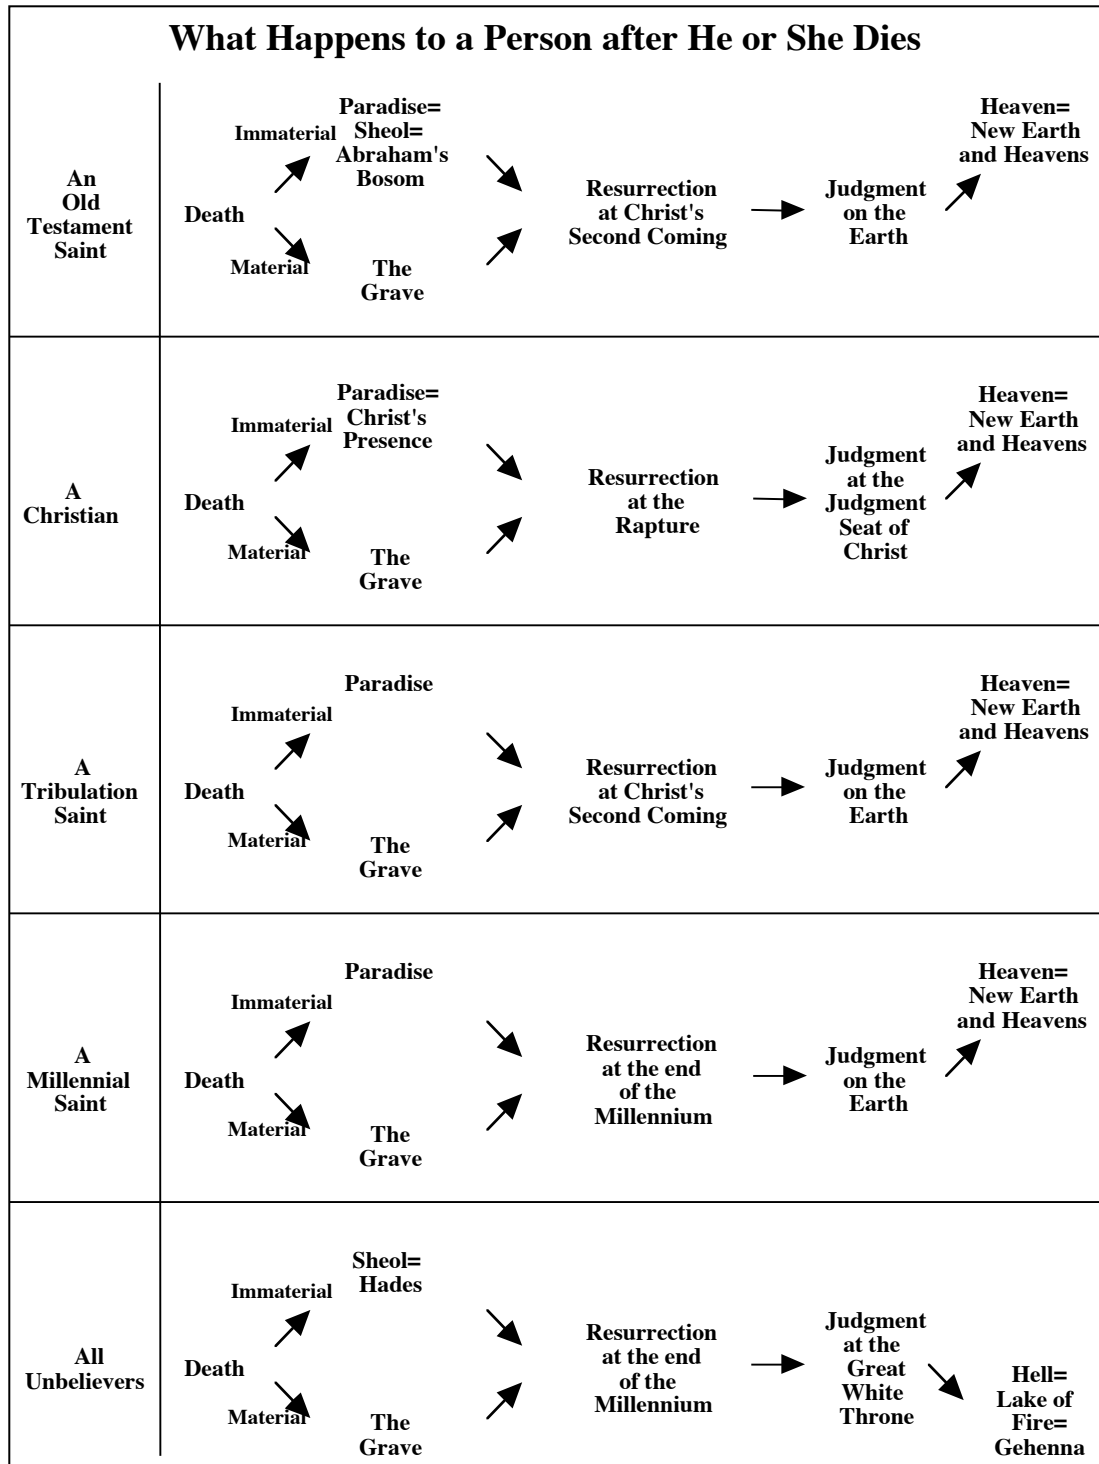 What Happens to a Person after He or She Dies
An
Old
Testament
Saint
Death
Immaterial
Material
Paradise=
Sheol=
Abraham's
Bosom
The
Grave
Resurrection
at Christ's
Second Coming
Judgment
on the
Earth
Heaven=
New Earth
and Heavens
A
Christian
Death
Immaterial
Material
Paradise=
Christ's
Presence
The
Grave
Resurrection
at the
Rapture
Judgment
at the
Judgment
Seat of
Christ
Heaven=
New Earth
and Heavens
A
Tribulation
Saint
Death
Immaterial
Material
Paradise
The
Grave
Resurrection
at Christ's
Second Coming
Judgment
on the
Earth
Heaven=
New Earth
and Heavens
A
Millennial
Saint
Death
Immaterial
Material
Paradise
The
Grave
Resurrection
at the end
of the
Millennium
Judgment
on the
Earth
Heaven=
New Earth
and Heavens
All
Unbelievers
Death
Immaterial
Material
Sheol=
Hades
The
Grave
Resurrection
at the end
of the
Millennium
Judgment
at the
Great
White
Throne
Hell=
Lake of
Fire=
Gehenna